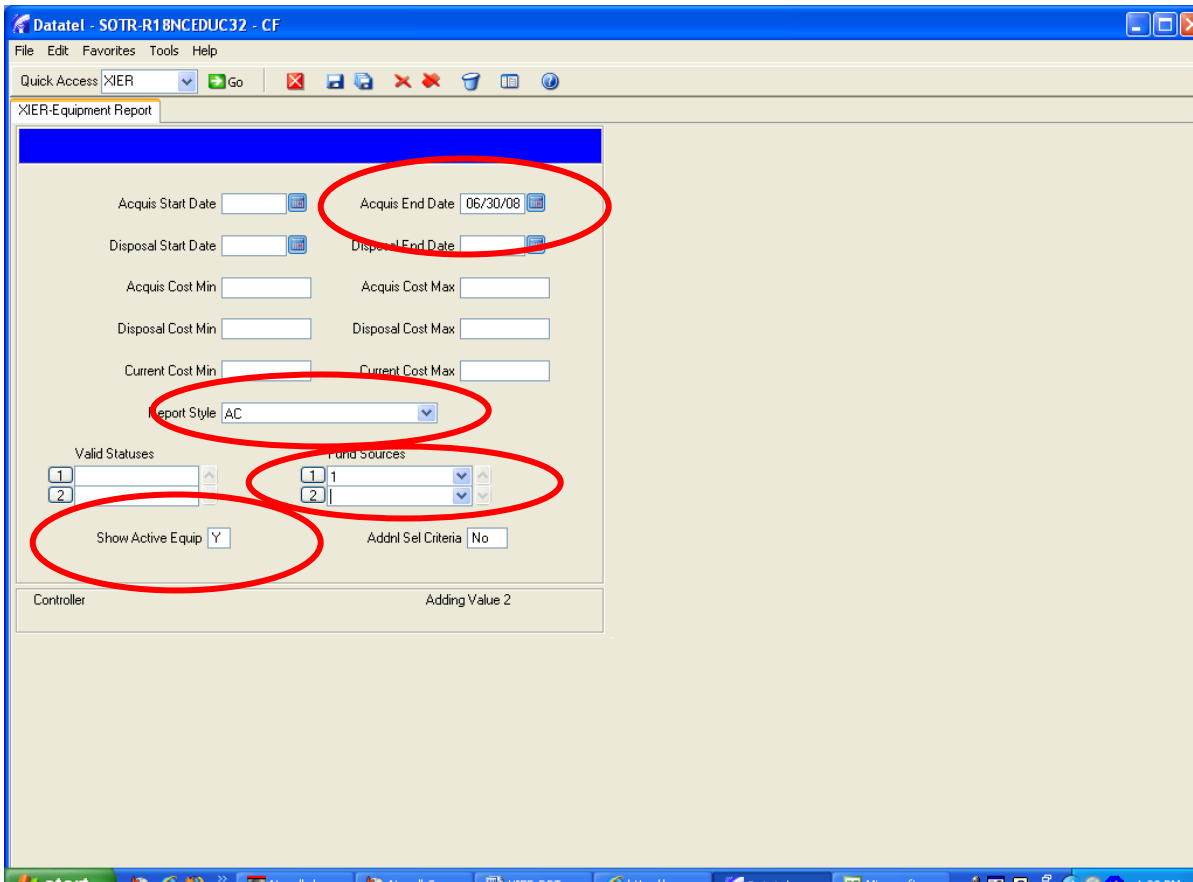 Datatel - SOTR-R18NCEDUC32 - CF
File Edit Favorites Tools Help
Quick Access XIER Go
XIER-Equipment Report
Acquis Start Date Acquis End Date 06/30/08
Disposal Start Date Disposal End Date
Acquis Cost Min Acquis Cost Max
Disposal Cost Min Disposal Cost Max
Current Cost Min Current Cost Max
Report Style AC
Valid Statuses Fund Sources
1 1 1
2 2
Show Active Equip Y Addnl Sel Criteria No
Controller Adding Value 2